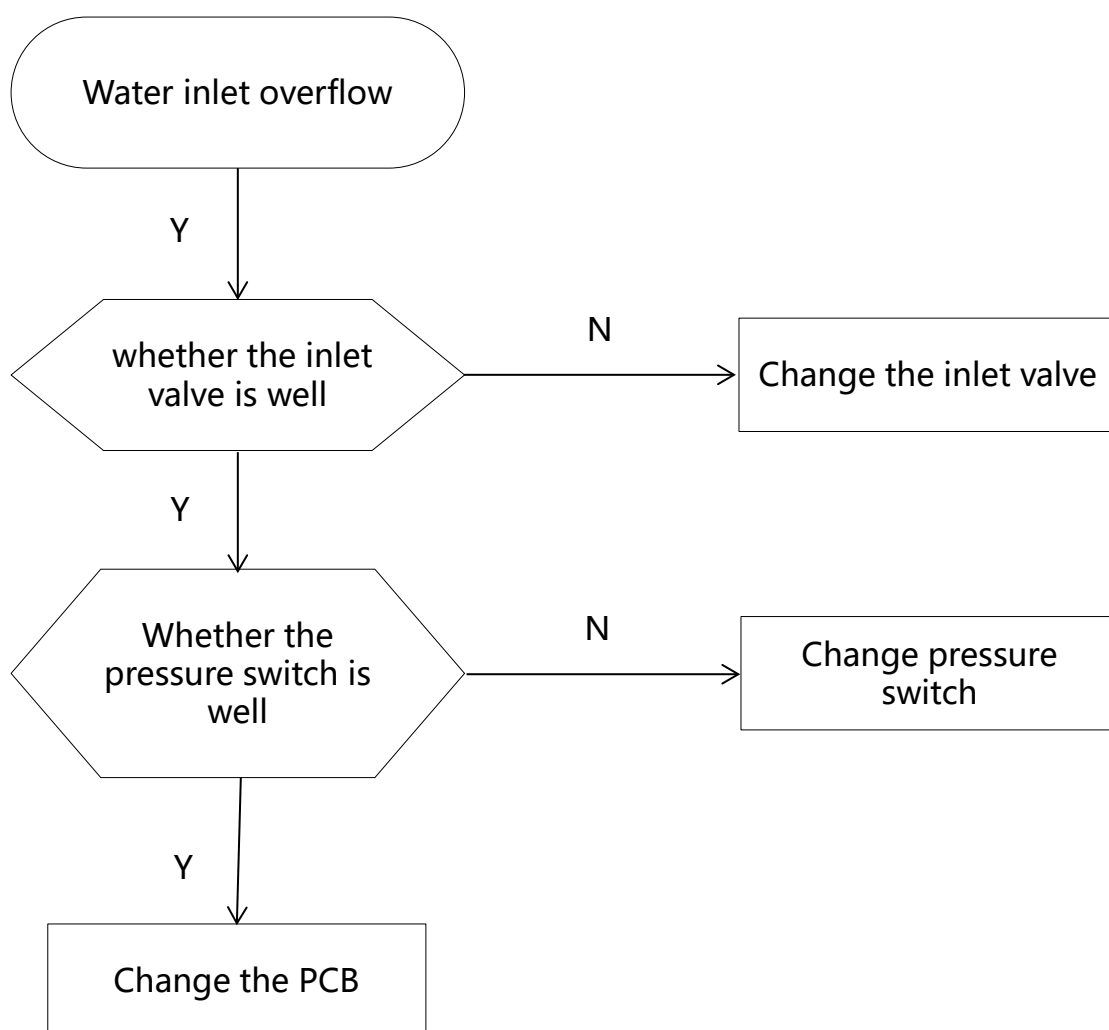 Water inlet overflow
Y
whether the inlet
valve is well
N
Change the inlet valve
Y
Whether the
pressure switch is
well
N
Change pressure
switch
Y
Change the PCB